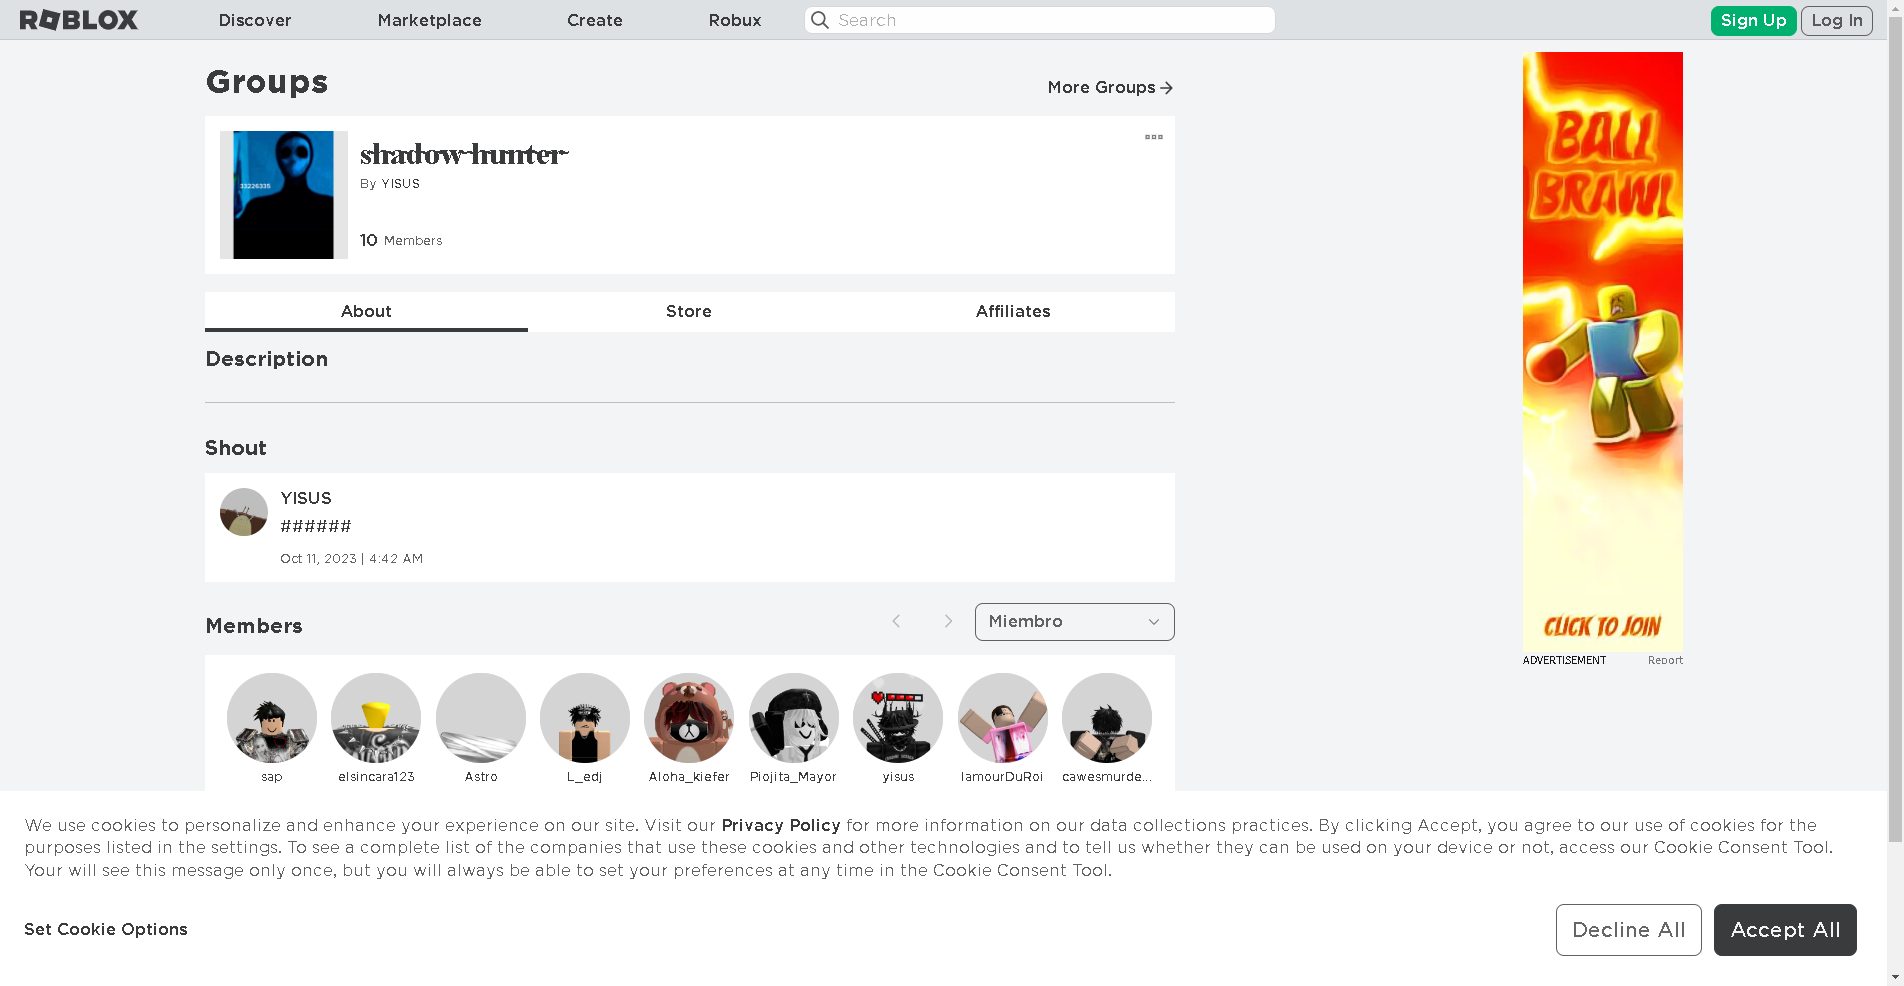 ROBLOX
Discover
Marketplace
Create
Robux
Search
Sign Up
Log In
Groups
More Groups
33226335
shadow hunter
By YISUS
10 Members
About
Store
Affiliates
Description
Shout
YISUS
######
Oct 11, 2023 | 4:42 AM
Members
Miembro
sap
elsincara123
Astro
L_edj
Aloha_kiefer
Piojita_Mayor
yisus
lamourDuRoi
cawesmurde...
BALL
BRAWL
CLICK TO JOIN
ADVERTISEMENT
Report
We use cookies to personalize and enhance your experience on our site. Visit our Privacy Policy for more information on our data collections practices. By clicking Accept, you agree to our use of cookies for the
purposes listed in the settings. To see a complete list of the companies that use these cookies and other technologies and to tell us whether they can be used on your device or not, access our Cookie Consent Tool.
Your will see this message only once, but you will always be able to set your preferences at any time in the Cookie Consent Tool.
Set Cookie Options
Decline All
Accept All